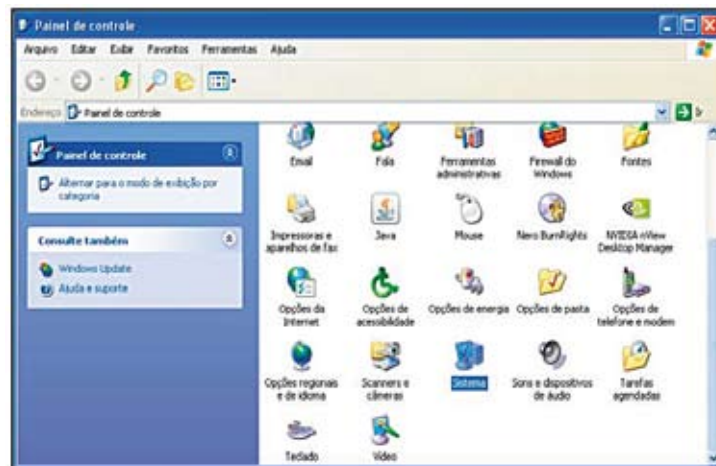 Painel de controle
Arquivo Editar Exibir Favoritos Ferramentas Ajuda
Endereço Painel de controle Ir
Painel de controle
Alternar para o modo de exibição por
categoria
Consulte também
Windows Update
Ajuda e suporte
Email Fala Ferramentas
administrativas Firewall do
Windows Fontes
Impressoras e
aparelhos de fax Java Mouse Nero BurnRights NVIDIA nView
Desktop Manager
Opções da
Internet Opções de
acessibilidade Opções de energia Opções de pasta Opções de
telefone e modem
Opções regionais
e de idioma Scanners e
câmeras Sistema Sons e dispositivos
de áudio Tarefas
agendadas
Teclado Vídeo